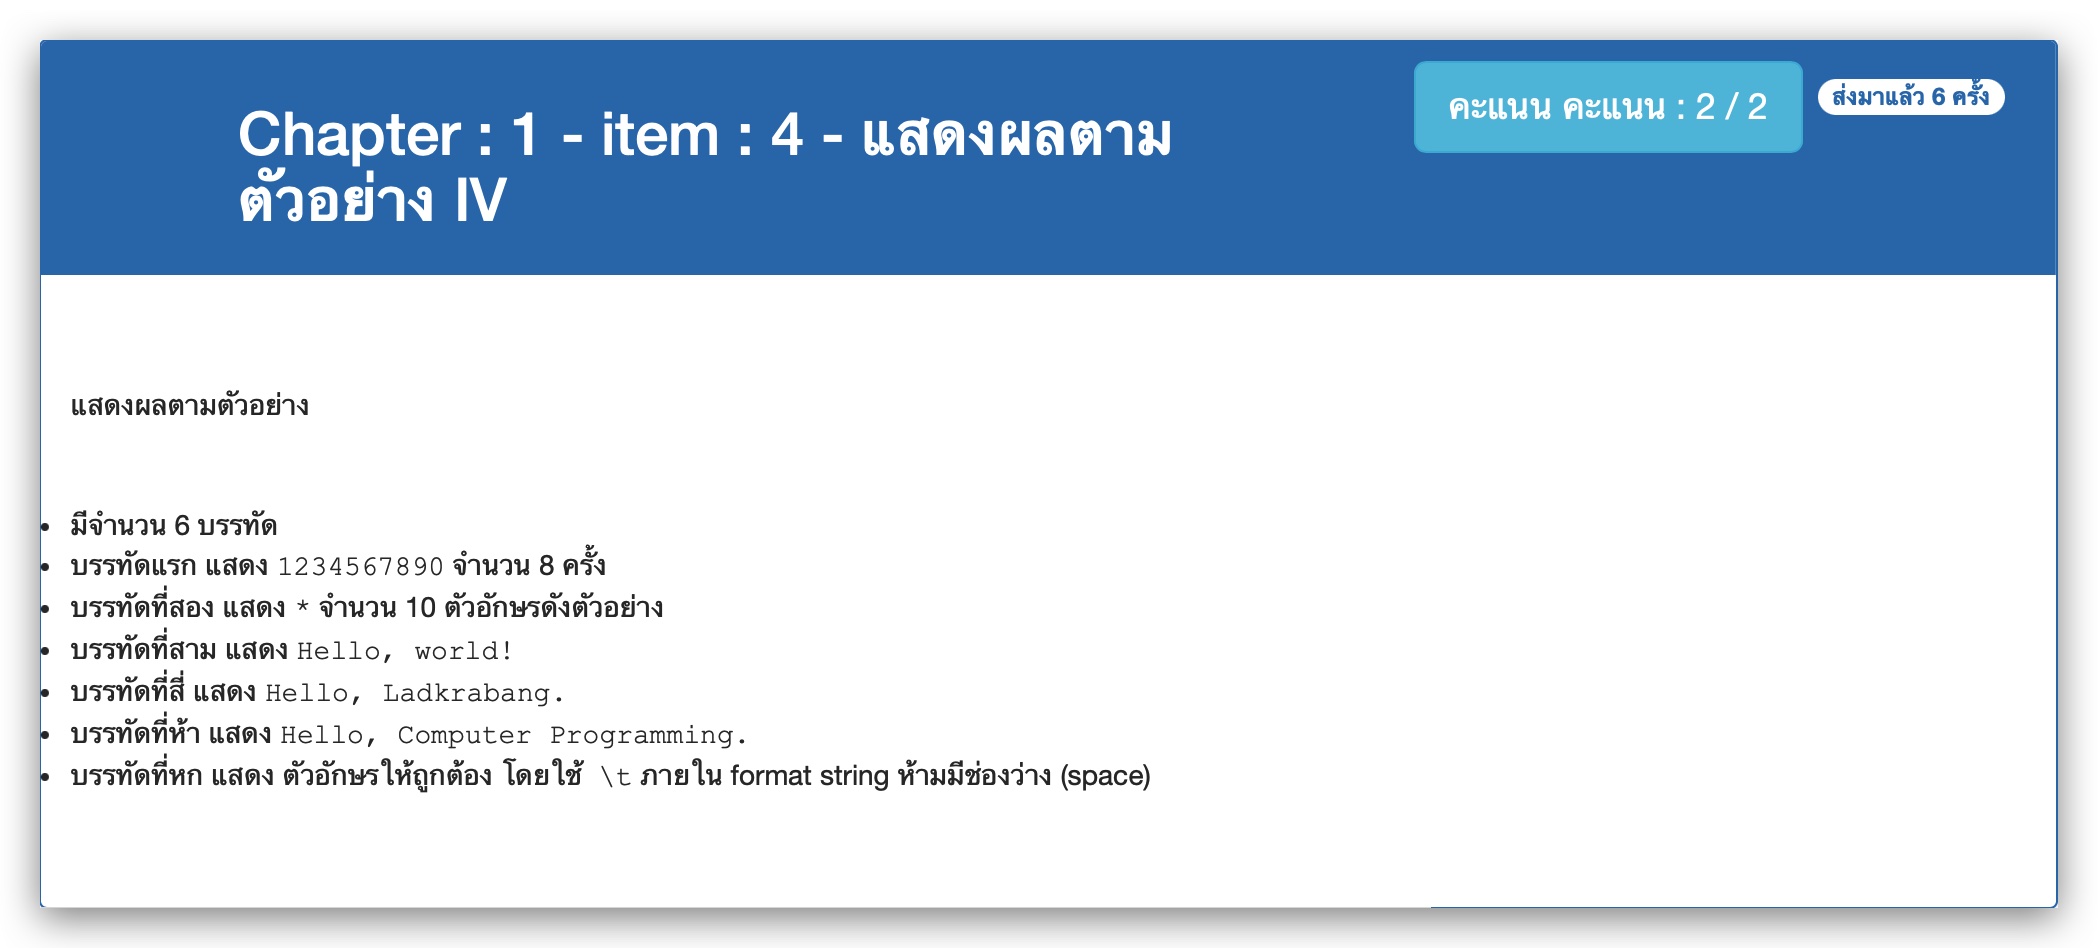 Chapter : 1 - item : 4 - แสดงผลตาม
ตัวอย่าง IV
คะแนน คะแนน : 2 / 2
ส่งมาแล้ว 6 ครั้ง
แสดงผลตามตัวอย่าง
• มีจำนวน 6 บรรทัด
• บรรทัดแรก แสดง 1234567890 จำนวน 8 ครั้ง
• บรรทัดที่สอง แสดง * จำนวน 10 ตัวอักษรดังตัวอย่าง
• บรรทัดที่สาม แสดง Hello, world!
• บรรทัดที่สี่ แสดง Hello, Ladkrabang.
• บรรทัดที่ห้า แสดง Hello, Computer Programming.
• บรรทัดที่หก แสดง ตัวอักษรให้ถูกต้อง โดยใช้ \t ภายใน format string ห้ามมีช่องว่าง (space)